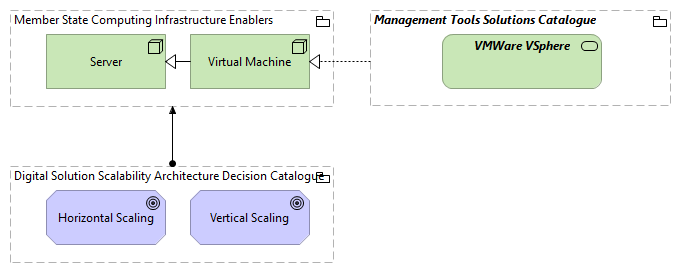 Member State Computing Infrastructure Enablers
Server
Virtual Machine
Management Tools Solutions Catalogue
VMWare VSphere
Digital Solution Scalability Architecture Decision Catalogue
Horizontal Scaling
Vertical Scaling